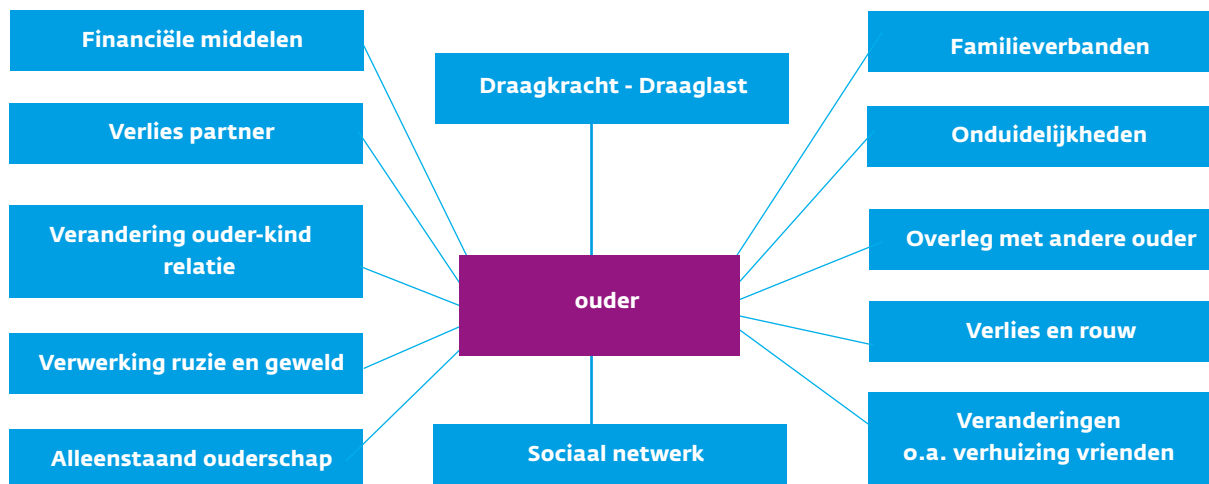 Financiële middelen
Verlies partner
Verandering ouder-kind
relatie
Verwerking ruzie en geweld
Alleenstaand ouderschap
Draagkracht - Draaglast
ouder
Sociaal netwerk
Familieverbanden
Onduidelijkheden
Overleg met andere ouder
Verlies en rouw
Veranderingen
o.a. verhuizing vrienden